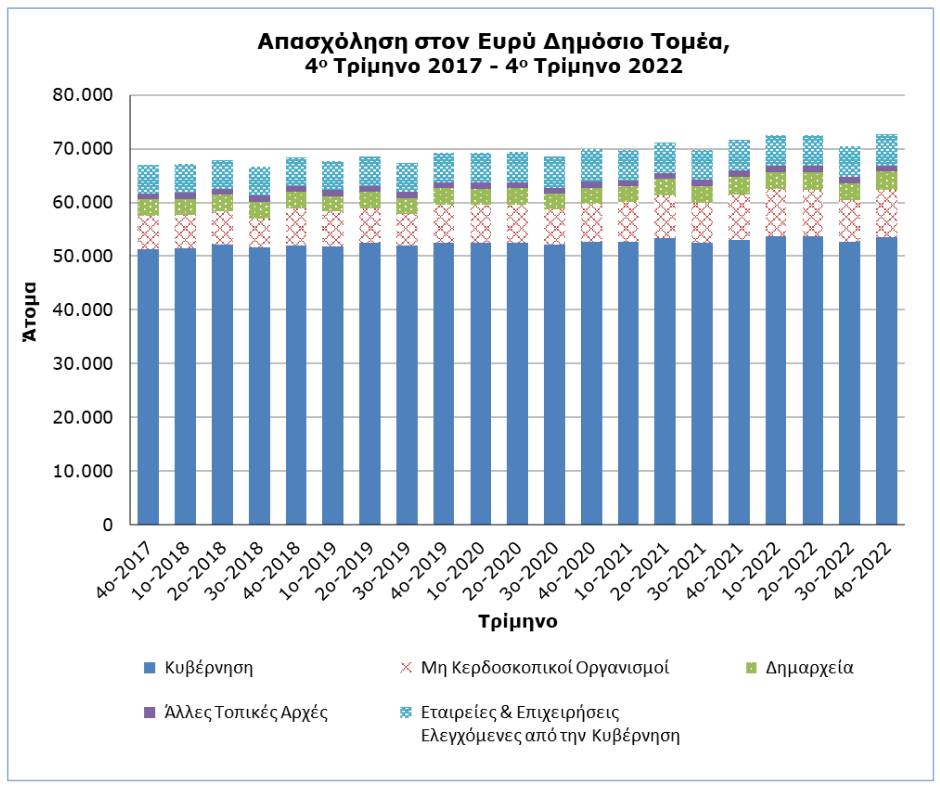 Απασχόληση στον Ευρύ Δημόσιο Τομέα,
4ο Τρίμηνο 2017 - 4ο Τρίμηνο 2022
80.000
70.000
60.000
50.000
40.000
30.000
20.000
10.000
0
Άτομα
4ο-2017
1ο-2018
2ο-2018
3ο-2018
4ο-2018
1ο-2019
2ο-2019
3ο-2019
4ο-2019
1ο-2020
2ο-2020
3ο-2020
4ο-2020
1ο-2021
2ο-2021
3ο-2021
4ο-2021
1ο-2022
2ο-2022
3ο-2022
4ο-2022
Τρίμηνο
Κυβέρνηση
Μη Κερδοσκοπικοί Οργανισμοί
Δημαρχεία
Άλλες Τοπικές Αρχές
Εταιρείες & Επιχειρήσεις
Ελεγχόμενες από την Κυβέρνηση